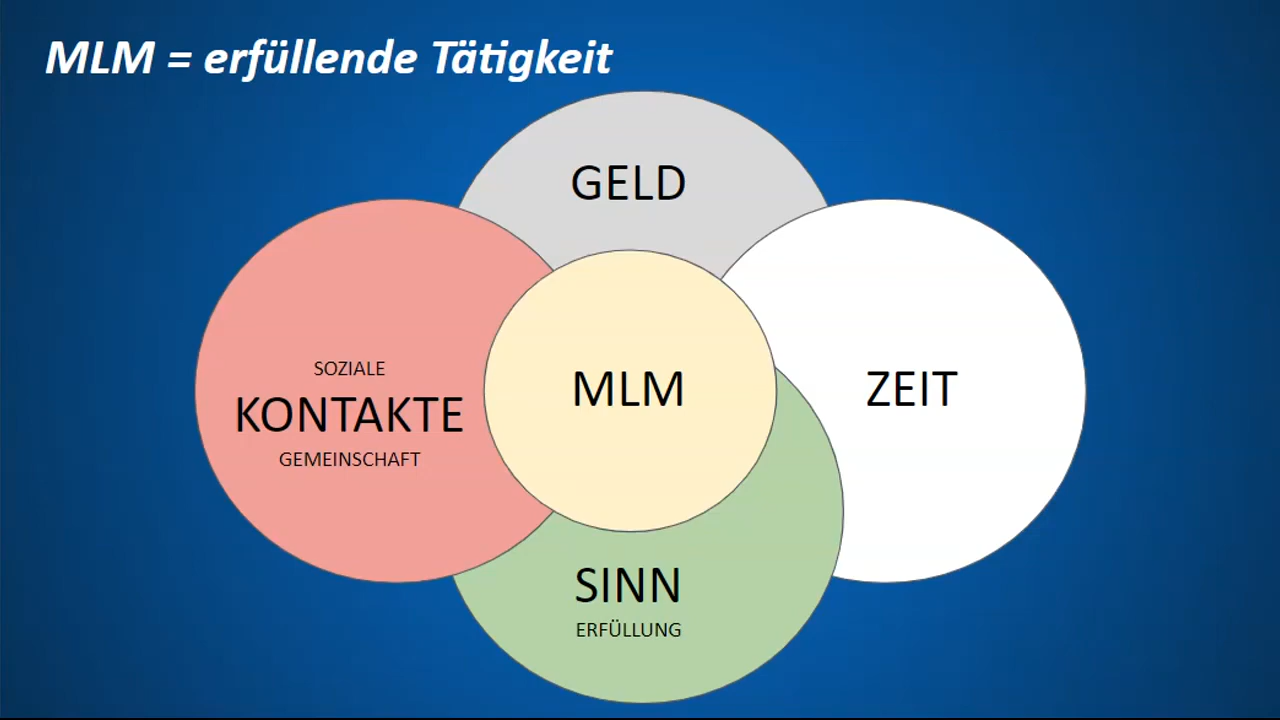 MLM = erfüllende Tätigkeit
GELD
SOZIALE
KONTAKTE
GEMEINSCHAFT
MLM
ZEIT
SINN
ERFÜLLUNG